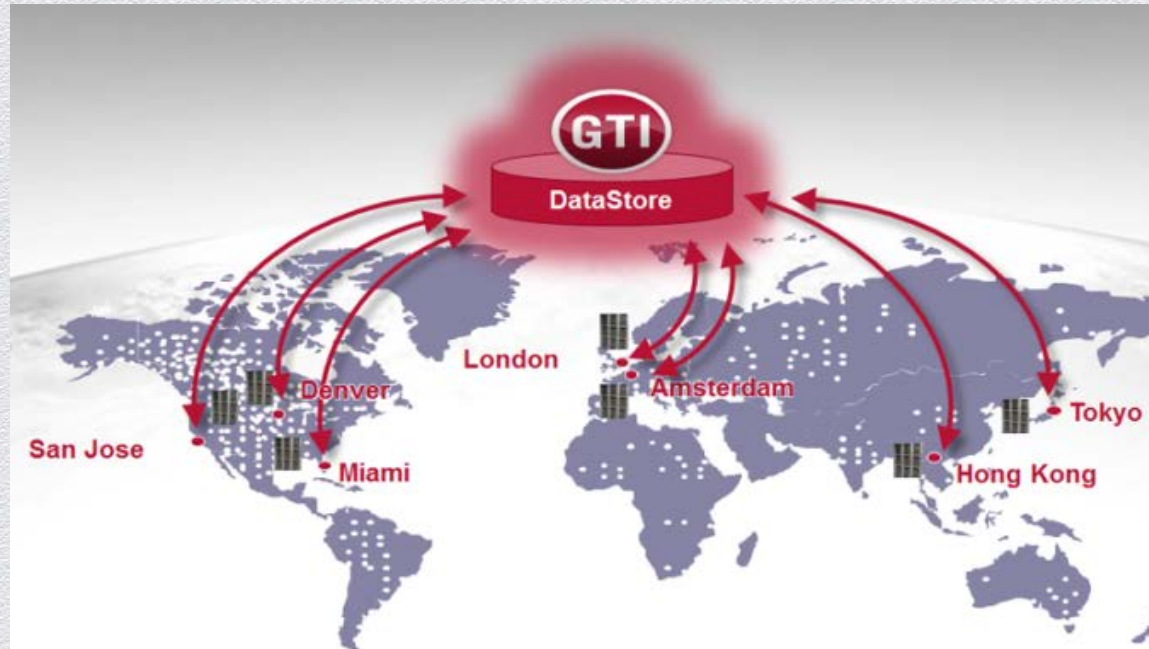 GTI
DataStore
London
Denver
Amsterdam
San Jose
Miami
Tokyo
Hong Kong